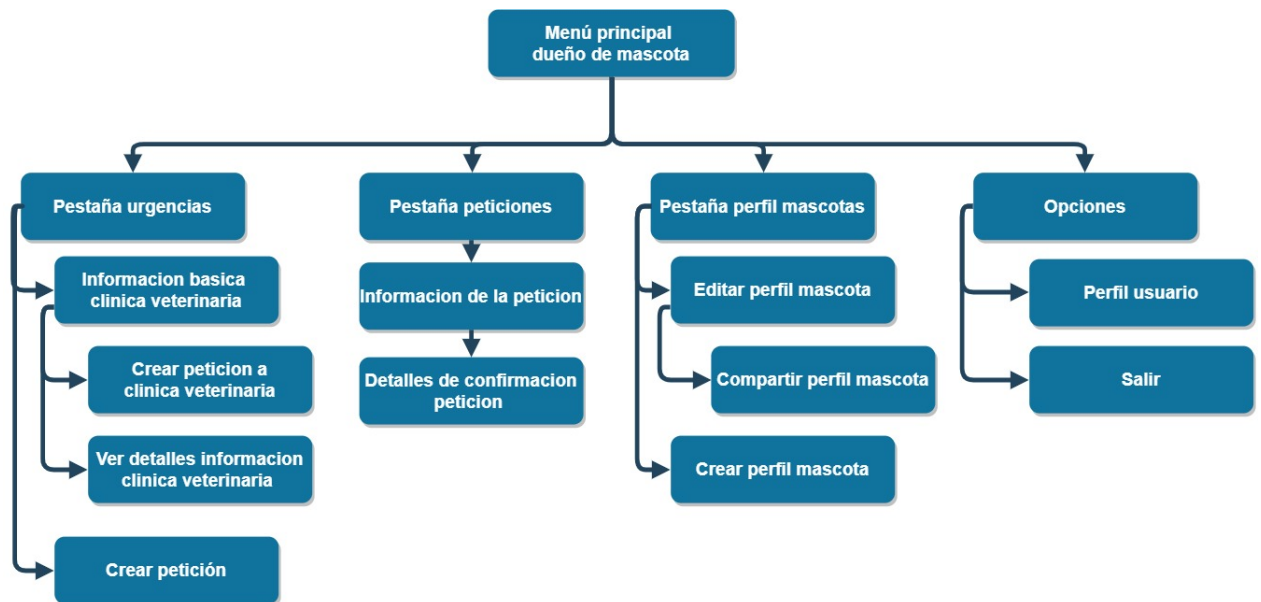 Menú principal
dueño de mascota
Pestaña urgencias
Pestaña peticiones
Pestaña perfil mascotas
Opciones
Informacion basica
clinica veterinaria
Informacion de la peticion
Editar perfil mascota
Perfil usuario
Crear peticion a
clinica veterinaria
Detalles de confirmacion
peticion
Compartir perfil mascota
Salir
Ver detalles informacion
clinica veterinaria
Crear perfil mascota
Crear petición